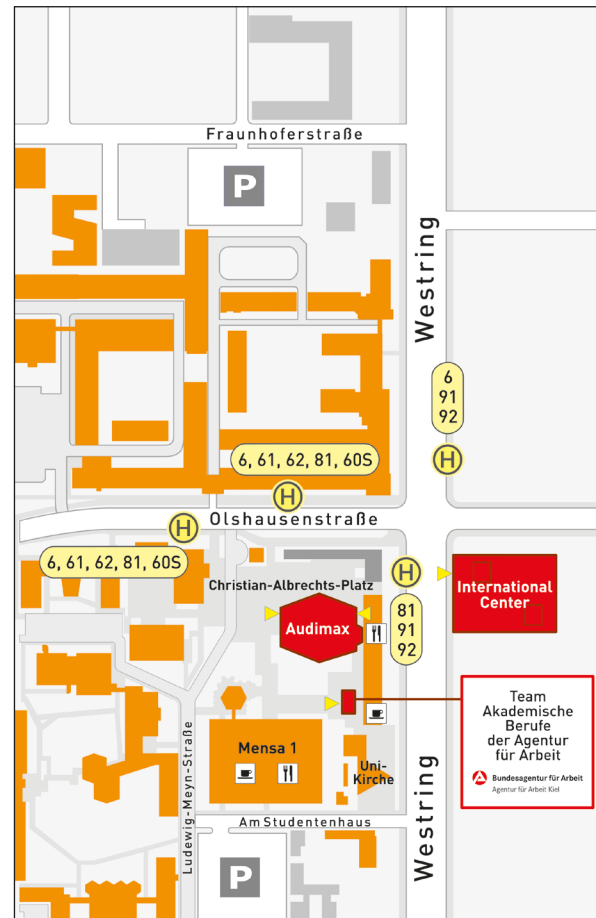 Fraunhoferstraße
P
Westring
6
91
92
H
6, 61, 62, 81, 60S
H
Olshausenstraße
H
6, 61, 62, 81, 60S
Christian-Albrechts-Platz
H
International
Center
Audimax
81
91
92
Team
Akademische
Berufe
der Agentur
für Arbeit
Bundesagentur für Arbeit
Agentur für Arbeit Kiel
Ludewig-Meyn-Straße
Mensa 1
Uni-
Kirche
Westring
Am Studentenhaus
P